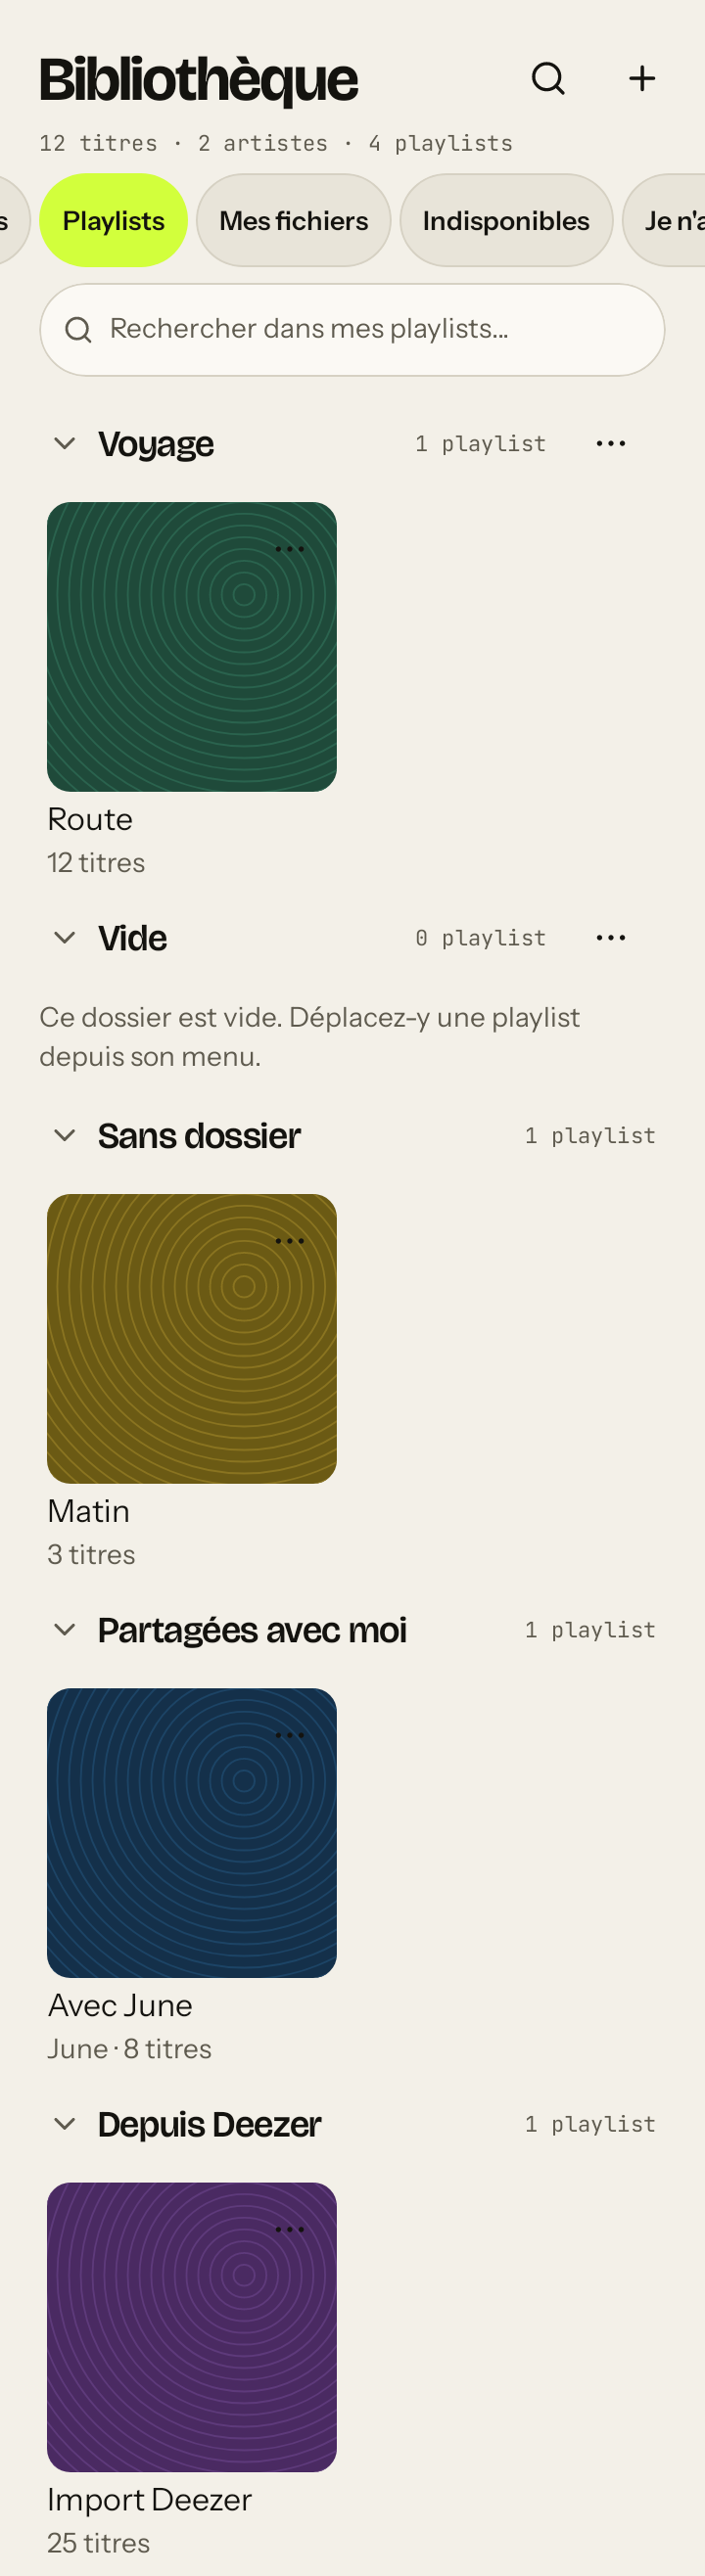 Bibliothèque
12 titres · 2 artistes · 4 playlists
s Playlists Mes fichiers Indisponibles Je n'a
Rechercher dans mes playlists...
Voyage 1 playlist
Route
12 titres
Vide 0 playlist
Ce dossier est vide. Déplacez-y une playlist
depuis son menu.
Sans dossier 1 playlist
Matin
3 titres
Partagées avec moi 1 playlist
Avec June
June · 8 titres
Depuis Deezer 1 playlist
Import Deezer
25 titres